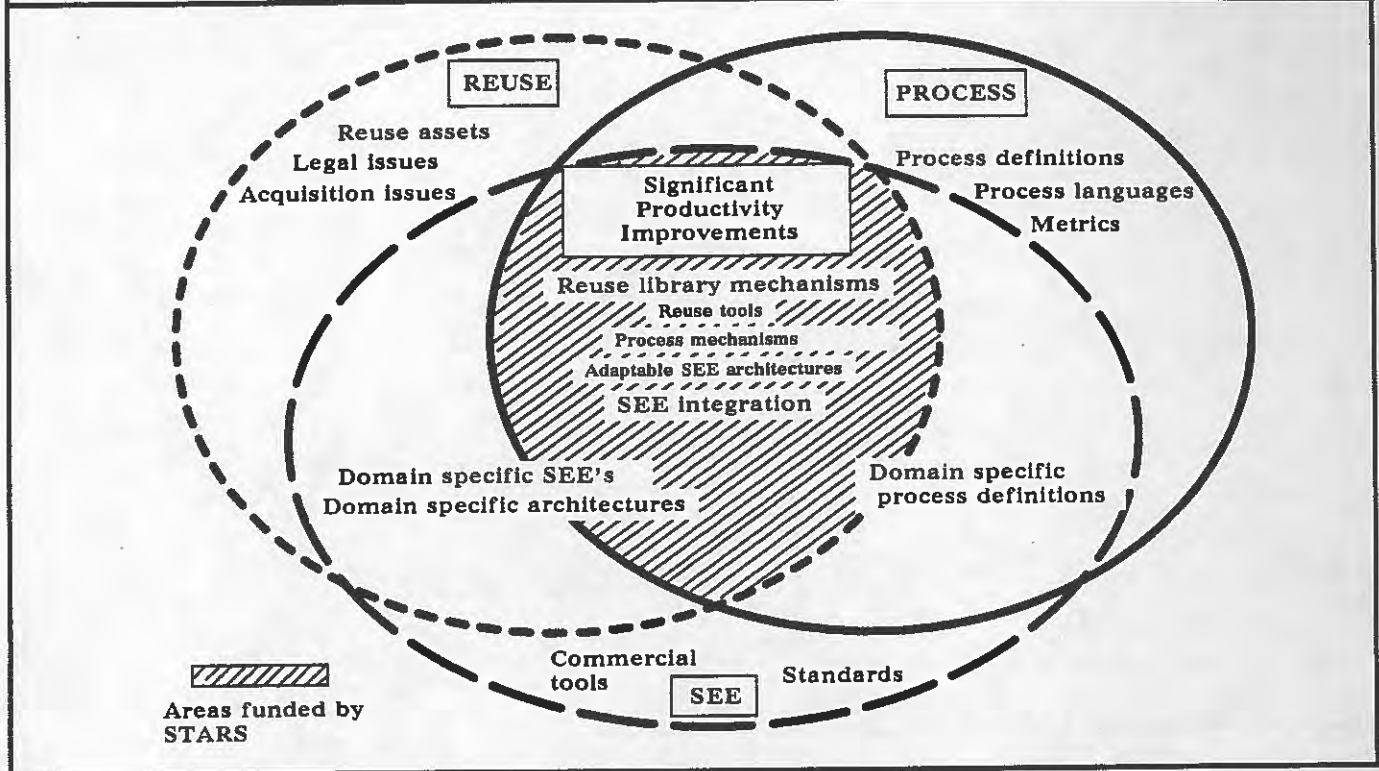 REUSE
PROCESS
Reuse assets
Legal issues
Acquisition issues
Process definitions
Process languages
Metrics
Significant
Productivity
Improvements
Reuse library mechanisms
Reuse tools
Process mechanisms
Adaptable SEE architectures
SEE integration
Domain specific SEE's
Domain specific architectures
Domain specific
process definitions
Commercial
tools
SEE
Standards
Areas funded by
STARS